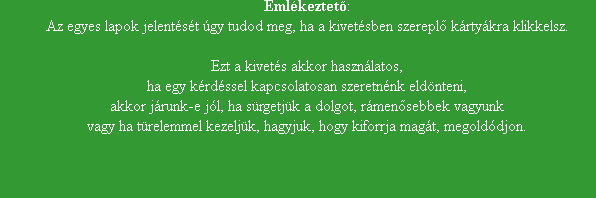 Emlékeztető:
Az egyes lapok jelentését úgy tudod meg, ha a kivetésben szereplő kártyákra klikkelsz.
Ezt a kivetés akkor használatos,
ha egy kérdéssel kapcsolatosan szeretnénk eldönteni,
akkor járunk-e jól, ha sürgetjük a dolgot, rámenősebbek vagyunk
vagy ha türelemmel kezeljük, hagyjuk, hogy kiforrja magát, megoldódjon.